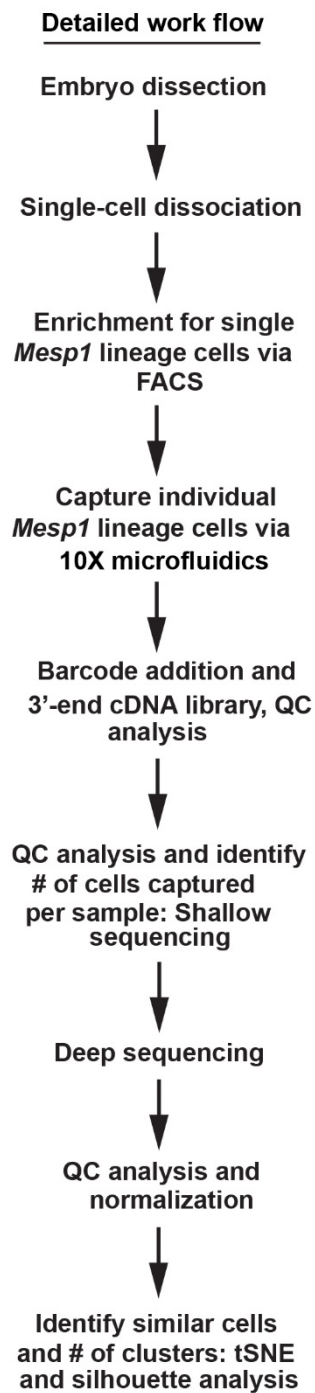 Detailed work flow
Embryo dissection
Single-cell dissociation
Enrichment for single
Mesp1 lineage cells via
FACS
Capture individual
Mesp1 lineage cells via
10X microfluidics
Barcode addition and
3’-end cDNA library, QC
analysis
QC analysis and identify
# of cells captured
per sample: Shallow
sequencing
Deep sequencing
QC analysis and
normalization
Identify similar cells
and # of clusters: tSNE
and silhouette analysis